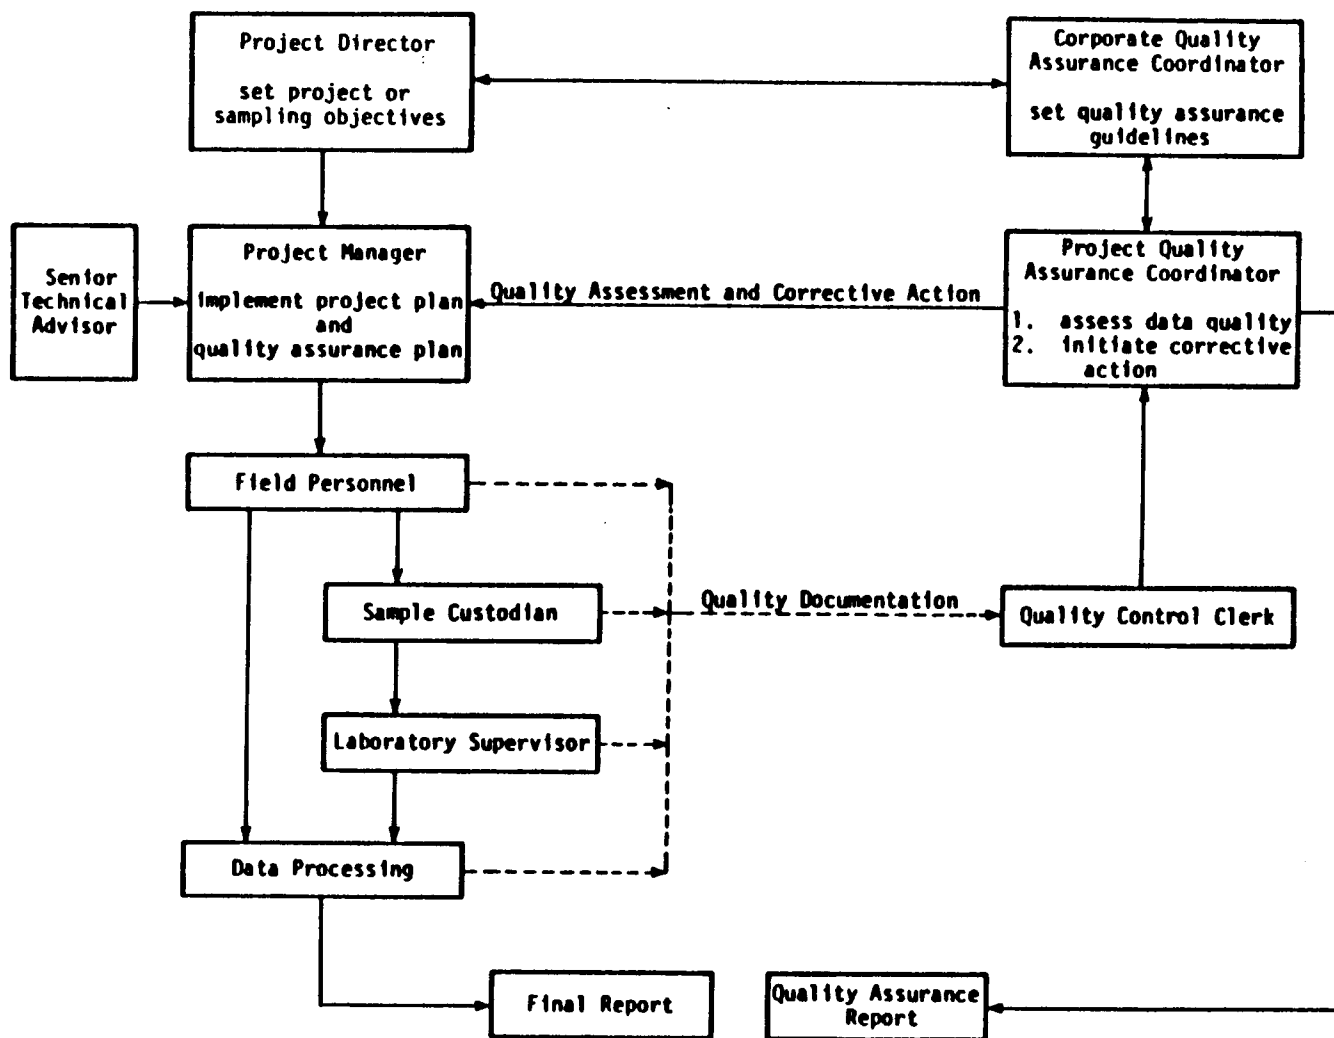 Project Director
set project or
sampling objectives
Corporate Quality
Assurance Coordinator
set quality assurance
guidelines
Senior
Technical
Advisor
Project Manager
implement project plan
and
quality assurance plan
Quality Assessment and Corrective Action
Project Quality
Assurance Coordinator
1. assess data quality
2. initiate corrective
action
Field Personnel
Sample Custodian
Quality Documentation
Quality Control Clerk
Laboratory Supervisor
Data Processing
Final Report
Quality Assurance
Report